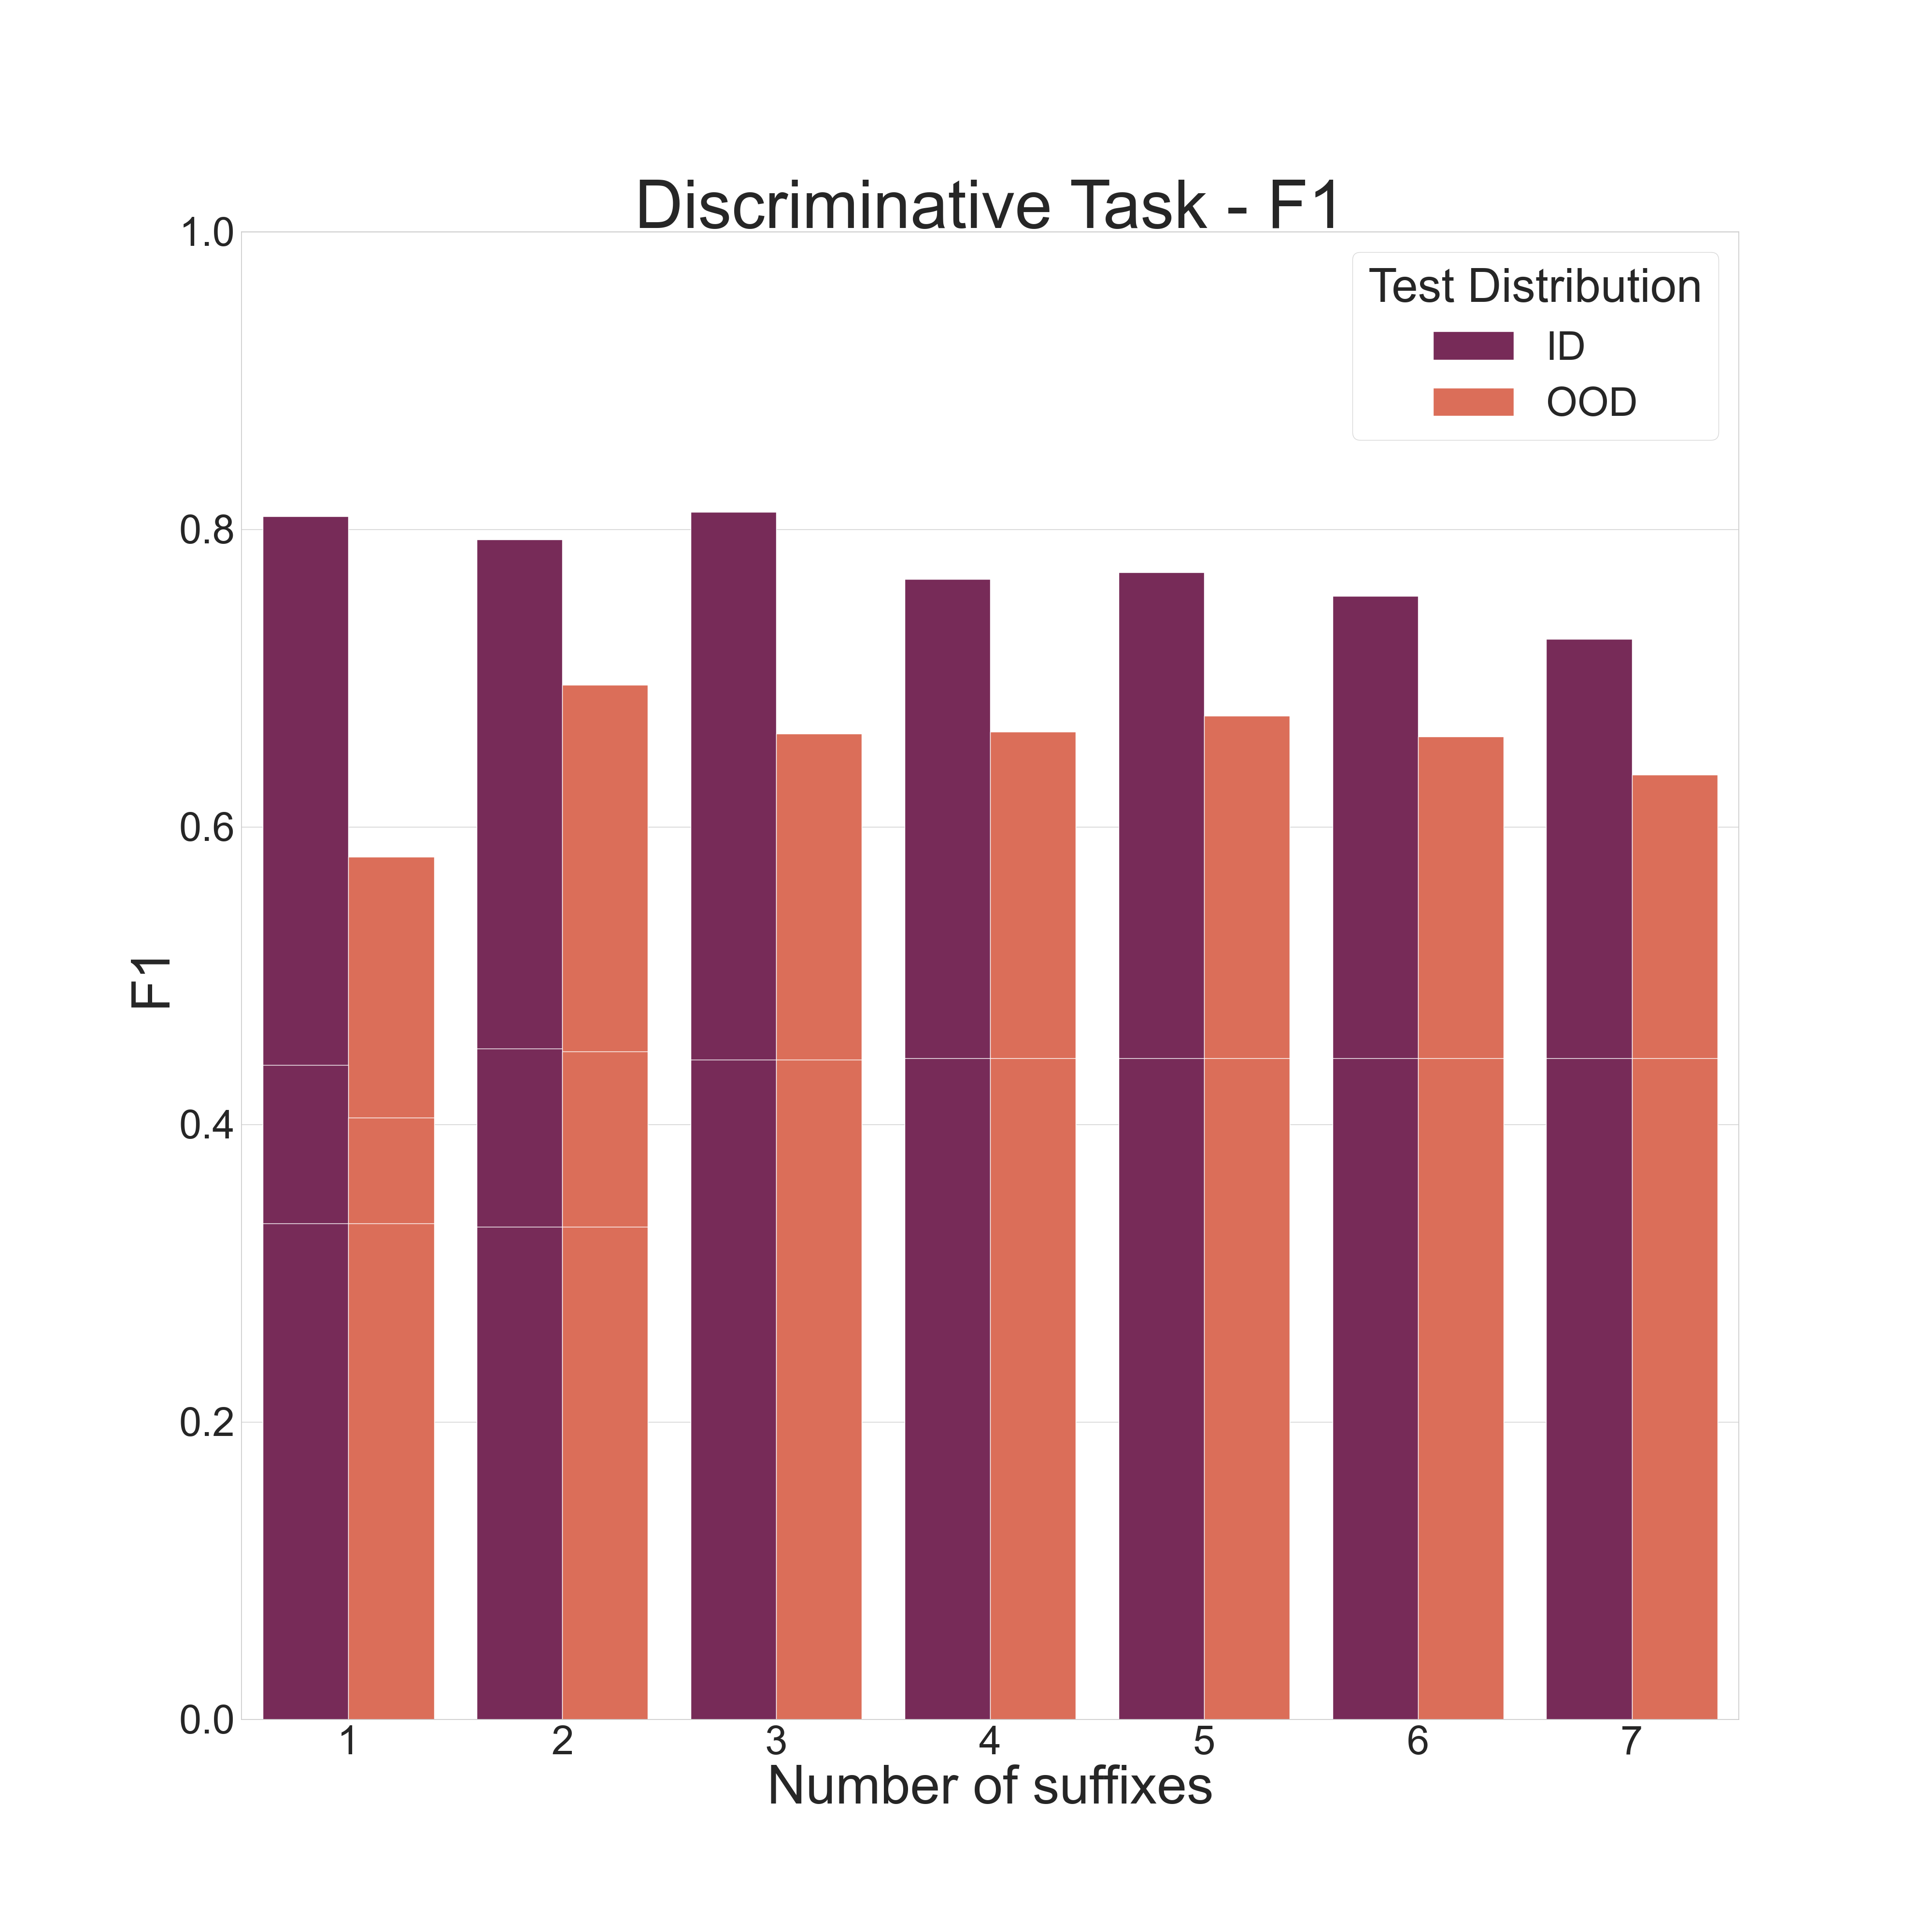 Discriminative Task - F1
Test Distribution
ID
OOD
F1
1.0
0.8
0.6
0.4
0.2
0.0
1 2 3 4 5 6 7
Number of suffixes